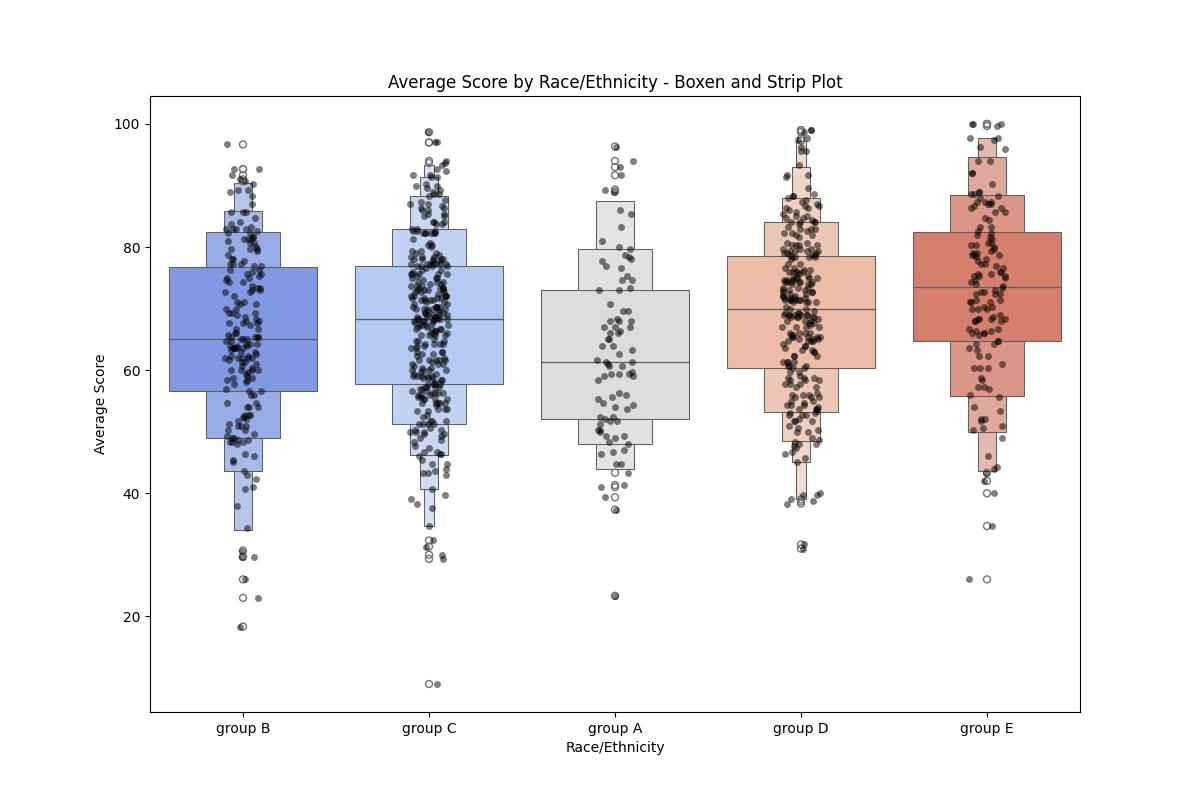 Average Score by Race/Ethnicity - Boxen and Strip Plot
100
80
60
40
20
Average Score
group B
group C
group A
group D
group E
Race/Ethnicity